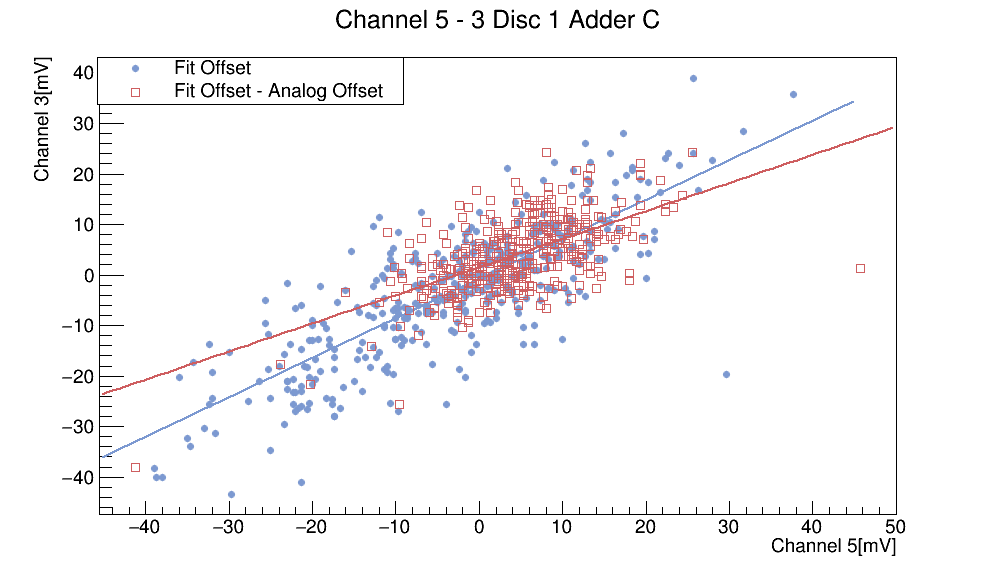 Channel 5 - 3 Disc 1 Adder C
Channel 3[mV]
Fit Offset
Fit Offset - Analog Offset
40
30
20
10
0
−10
−20
−30
−40
−40 −30 −20 −10 0 10 20 30 40 50
Channel 5[mV]